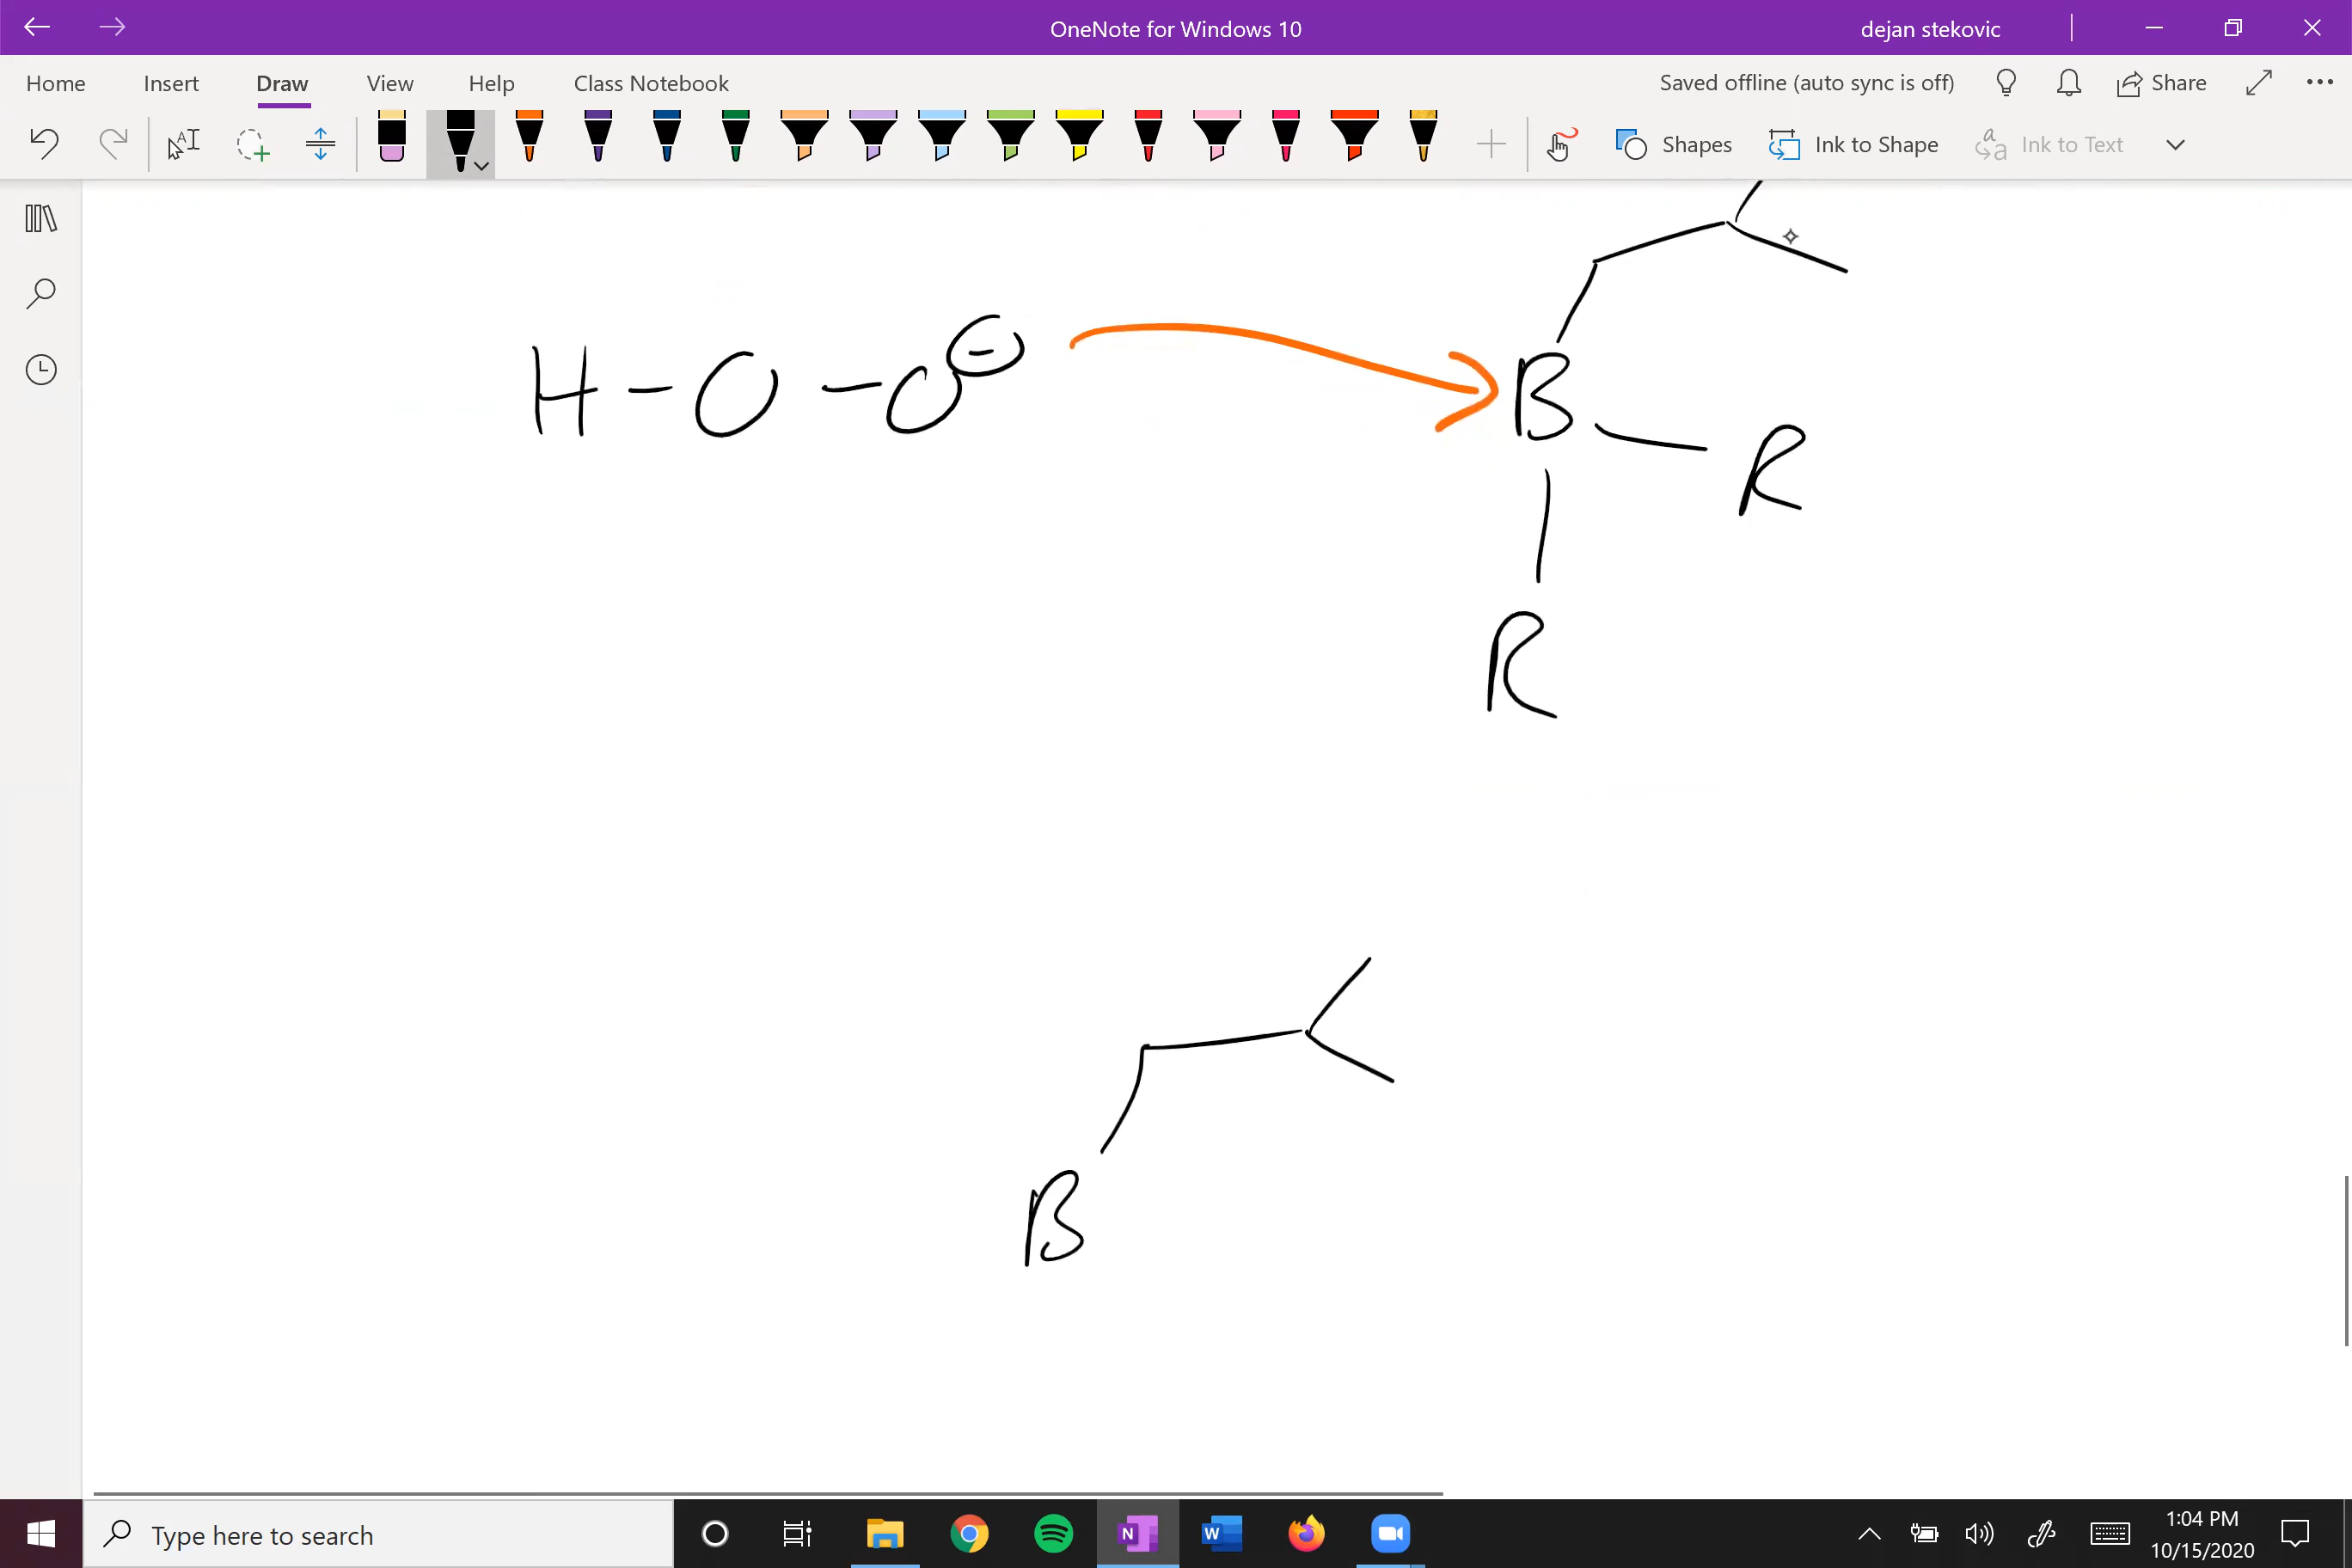 OneNote for Windows 10
dejan stekovic
Home Insert Draw View Help Class Notebook
Saved offline (auto sync is off) Share
Shapes Ink to Shape Ink to Text
H - O - O⊖
B
R
R
B
Type here to search
N
W
1:04 PM
10/15/2020